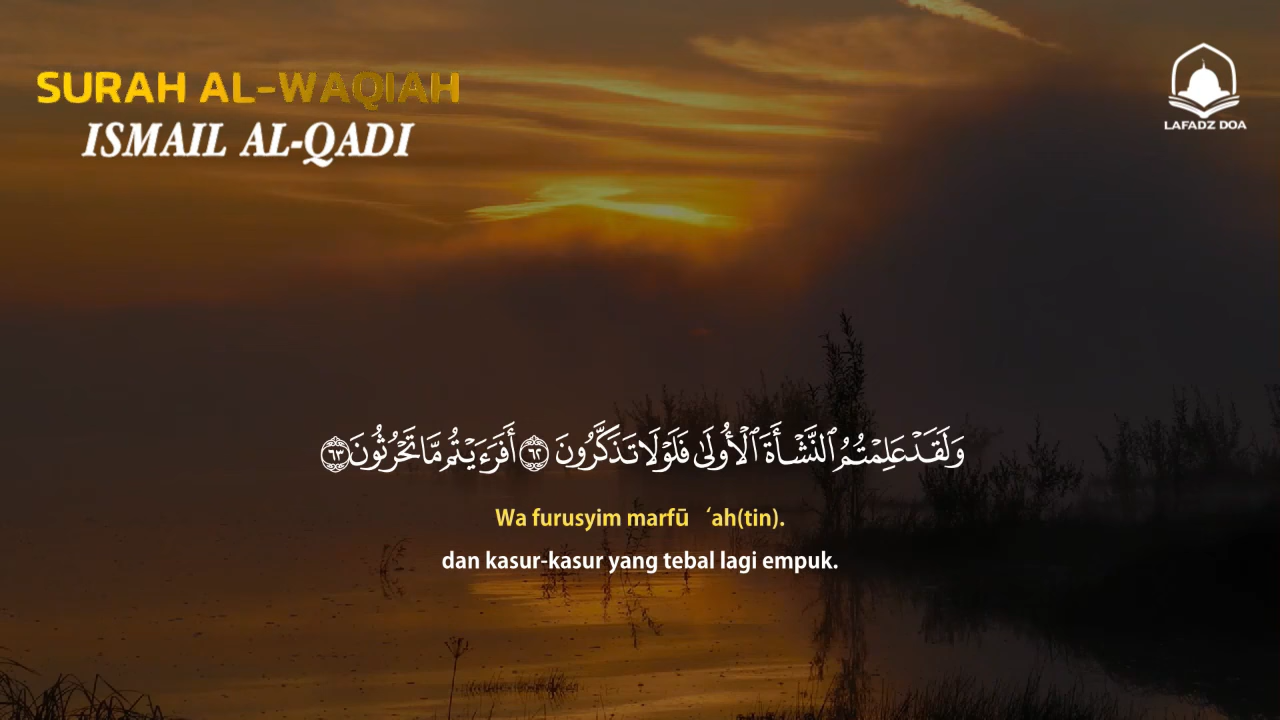 SURAH AL-WAQIAH
ISMAIL AL-QADI
LAFADZ DOA
وَلَقَدْ عَلِمْتُمُ ٱلنَّشْأَةَ ٱلْأُولَىٰ فَلَوْلَا تَذَكَّرُونَ ٦٢ أَفَرَءَيْتُم مَّا تَحْرُثُونَ ٦٣
Wa furusyim marfū ‘ah(tin).
dan kasur-kasur yang tebal lagi empuk.